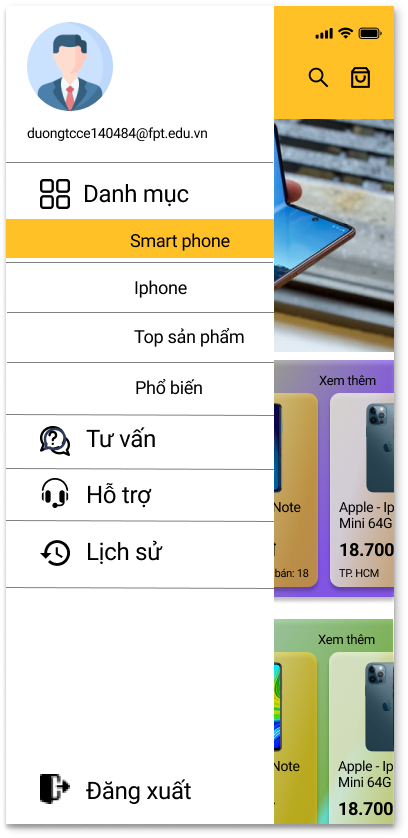 duongtcce140484@fpt.edu.vn
Danh mục
Smart phone
Iphone
Top sản phẩm
Phổ biến
Tư vấn
Hỗ trợ
Lịch sử
Đăng xuất
Xem thêm
Note
bán: 18
Apple - Ip
Mini 64G
18.700
TP. HCM
Xem thêm
Note
Apple - Ip
Mini 64G
18.700